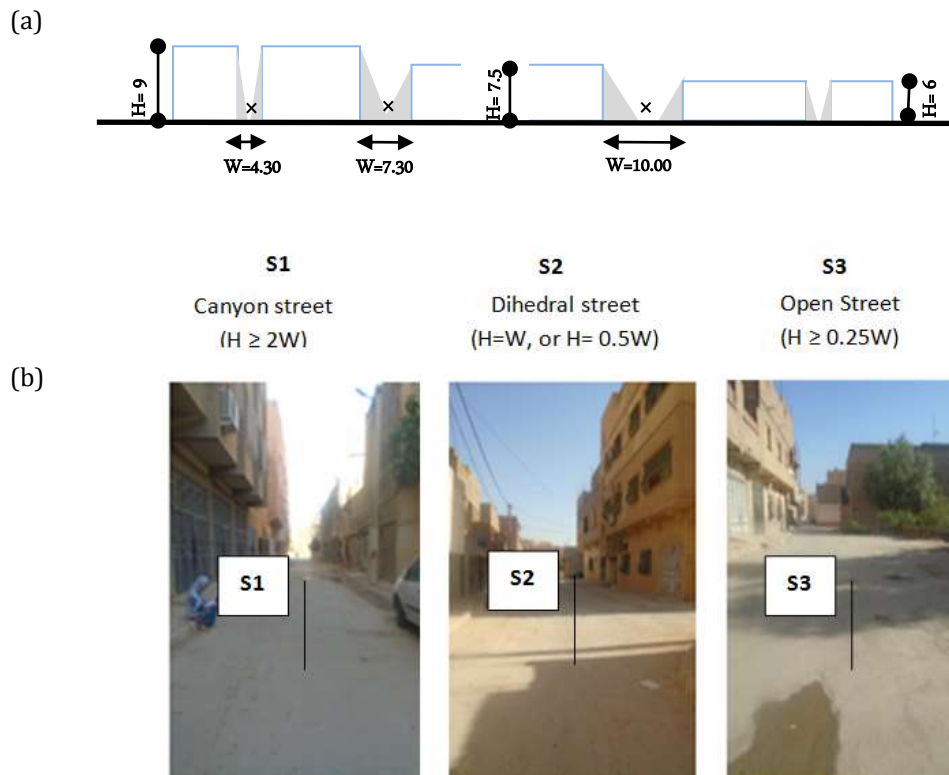 (a)
H= 9
H= 7.5
H= 6
W=4.30
W=7.30
W=10.00
S1
S2
S3
Canyon street
Dihedral street
Open Street
(H ≥ 2W)
(H=W, or H= 0.5W)
(H ≥ 0.25W)
(b)
S1
S2
S3